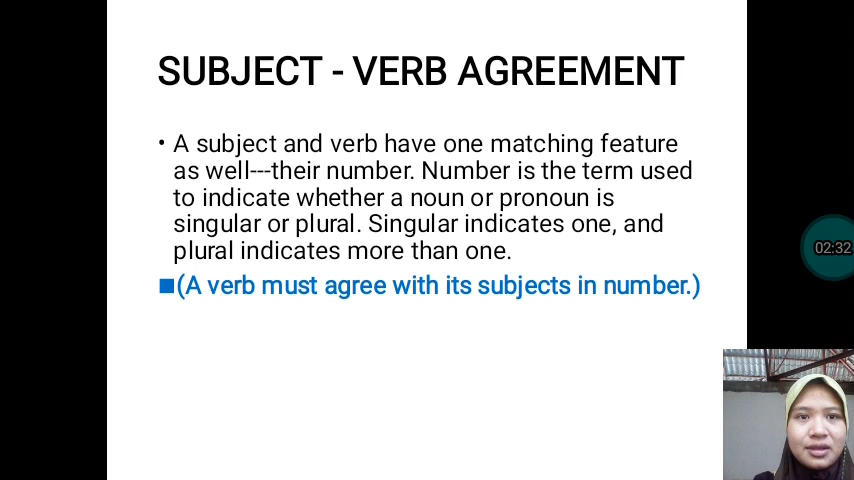 SUBJECT - VERB AGREEMENT
• A subject and verb have one matching feature
as well---their number. Number is the term used
to indicate whether a noun or pronoun is
singular or plural. Singular indicates one, and
plural indicates more than one.
■(A verb must agree with its subjects in number.)
02:32